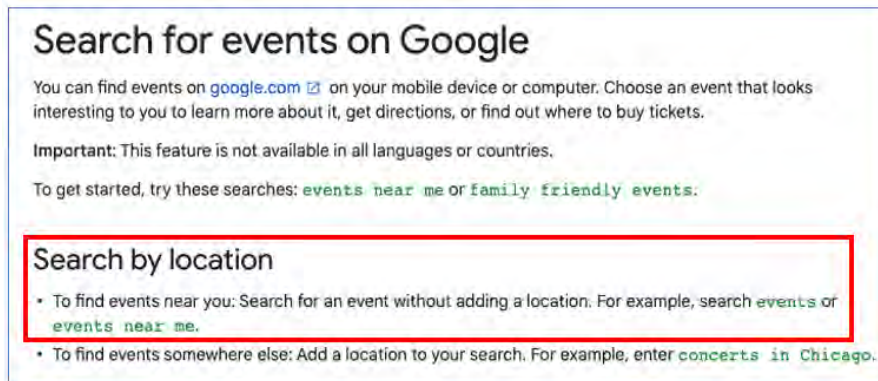 Search for events on Google
You can find events on google.com on your mobile device or computer. Choose an event that looks
interesting to you to learn more about it, get directions, or find out where to buy tickets.
Important: This feature is not available in all languages or countries.
To get started, try these searches: events near me or family friendly events.
Search by location
• To find events near you: Search for an event without adding a location. For example, search events or
events near me.
• To find events somewhere else: Add a location to your search. For example, enter concerts in Chicago.